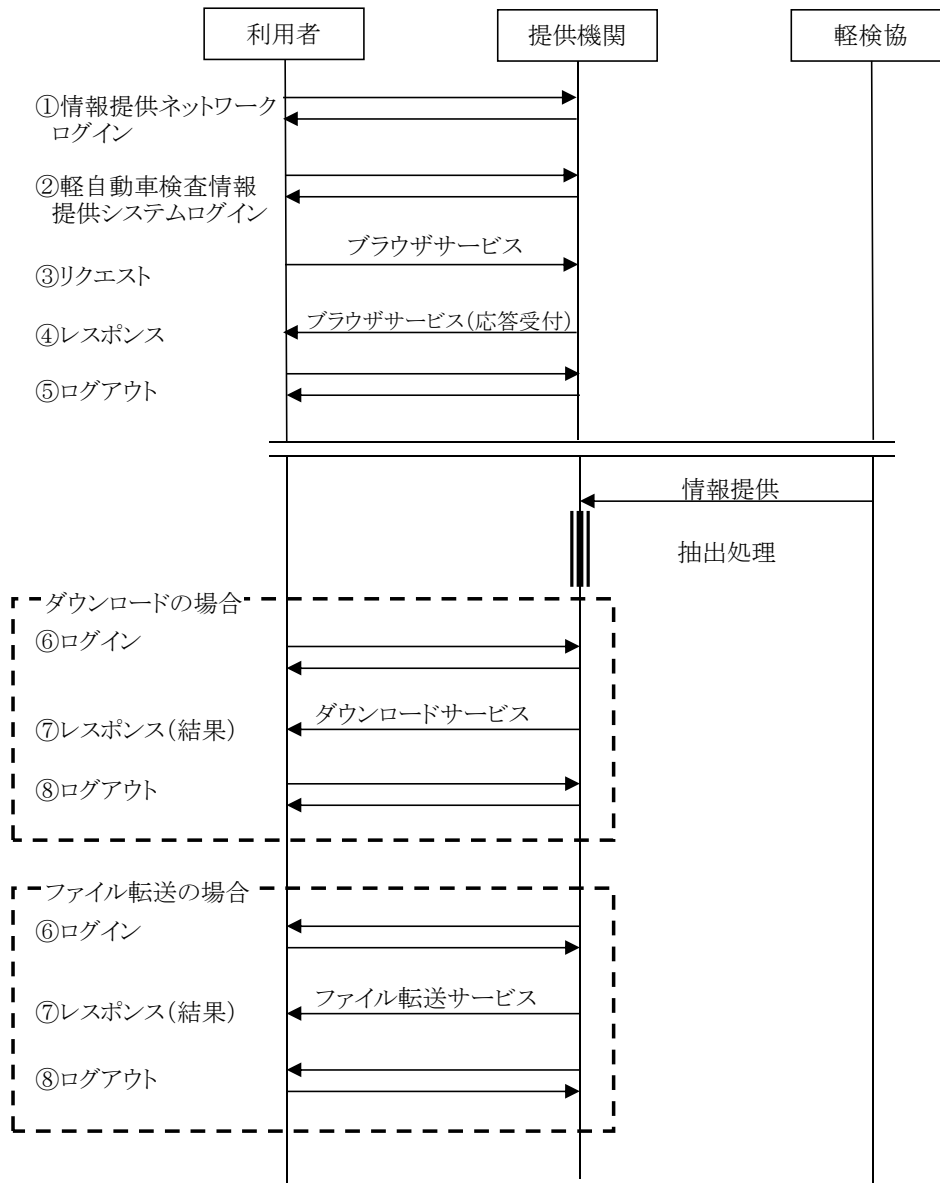 利用者
提供機関
軽検協
①情報提供ネットワーク
ログイン
②軽自動車検査情報
提供システムログイン
ブラウザサービス
③リクエスト
ブラウザサービス(応答受付)
④レスポンス
⑤ログアウト
情報提供
抽出処理
ダウンロードの場合
⑥ログイン
ダウンロードサービス
⑦レスポンス(結果)
⑧ログアウト
ファイル転送の場合
⑥ログイン
ファイル転送サービス
⑦レスポンス(結果)
⑧ログアウト